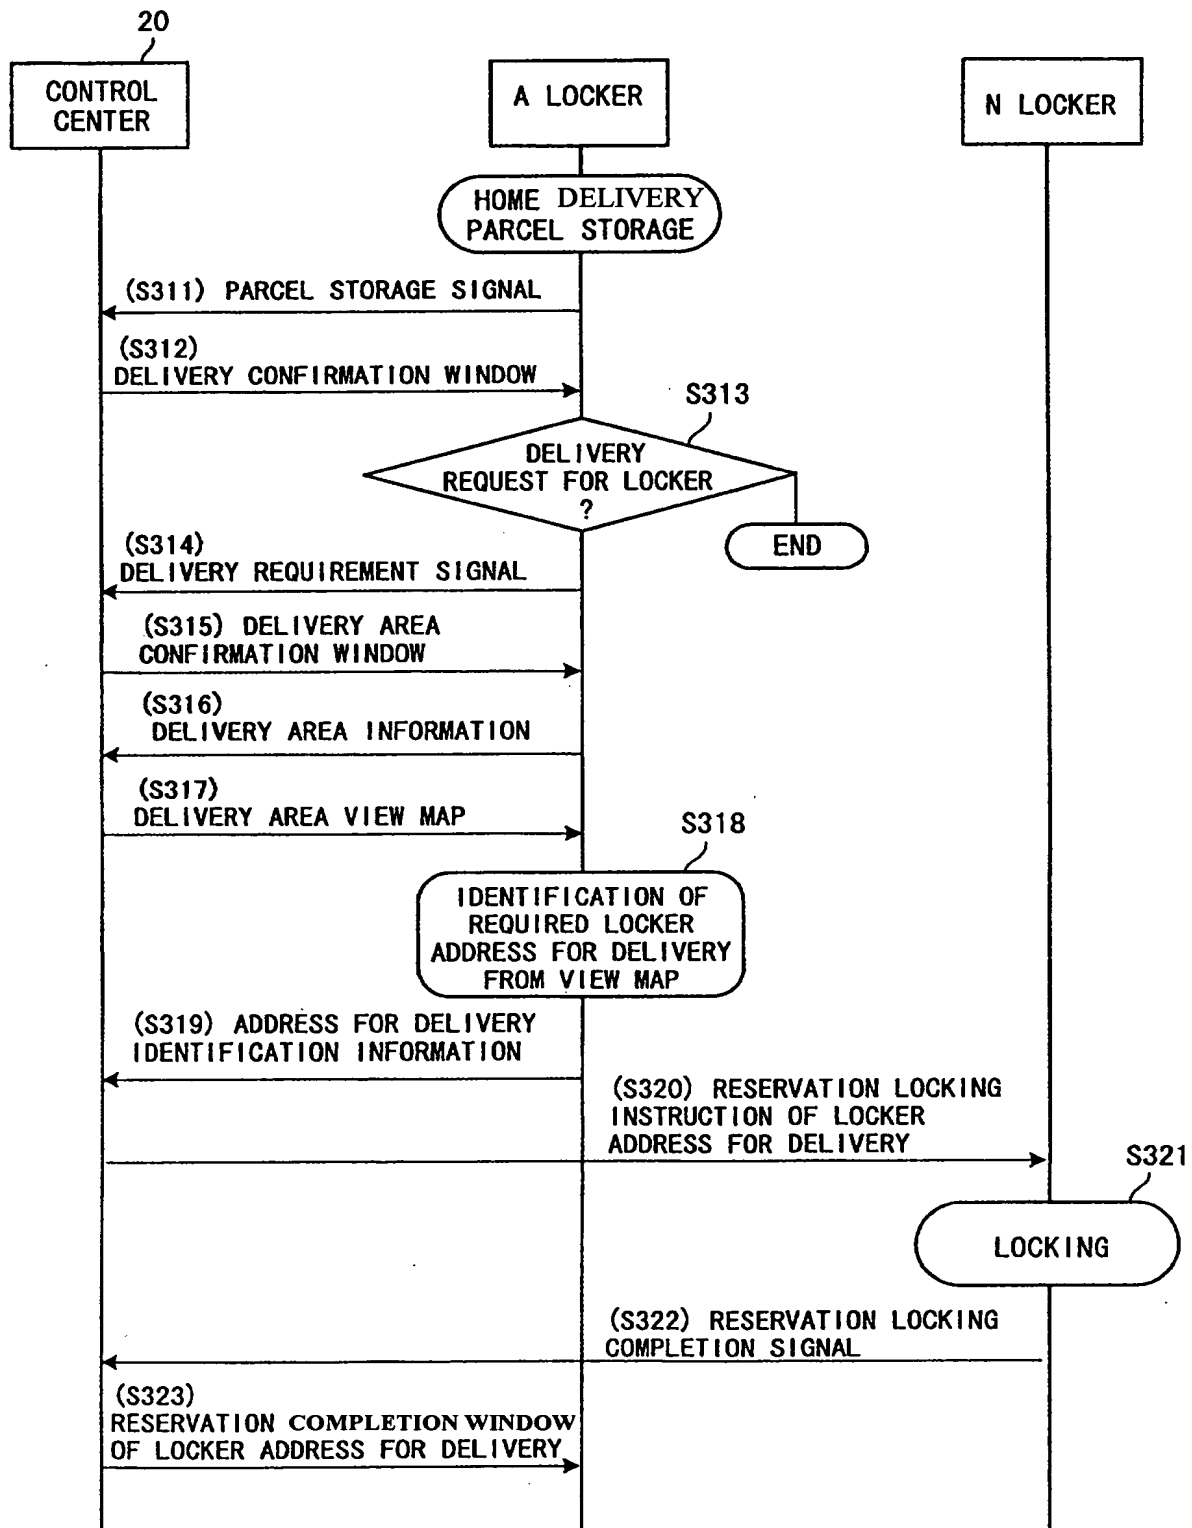 20
CONTROL
CENTER
A LOCKER
N LOCKER
HOME DELIVERY
PARCEL STORAGE
(S311) PARCEL STORAGE SIGNAL
(S312)
DELIVERY CONFIRMATION WINDOW
S313
DELIVERY
REQUEST FOR LOCKER
?
END
(S314)
DELIVERY REQUIREMENT SIGNAL
(S315) DELIVERY AREA
CONFIRMATION WINDOW
(S316)
DELIVERY AREA INFORMATION
(S317)
DELIVERY AREA VIEW MAP
S318
IDENTIFICATION OF
REQUIRED LOCKER
ADDRESS FOR DELIVERY
FROM VIEW MAP
(S319) ADDRESS FOR DELIVERY
IDENTIFICATION INFORMATION
(S320) RESERVATION LOCKING
INSTRUCTION OF LOCKER
ADDRESS FOR DELIVERY
S321
LOCKING
(S322) RESERVATION LOCKING
COMPLETION SIGNAL
(S323)
RESERVATION COMPLETION WINDOW
OF LOCKER ADDRESS FOR DELIVERY